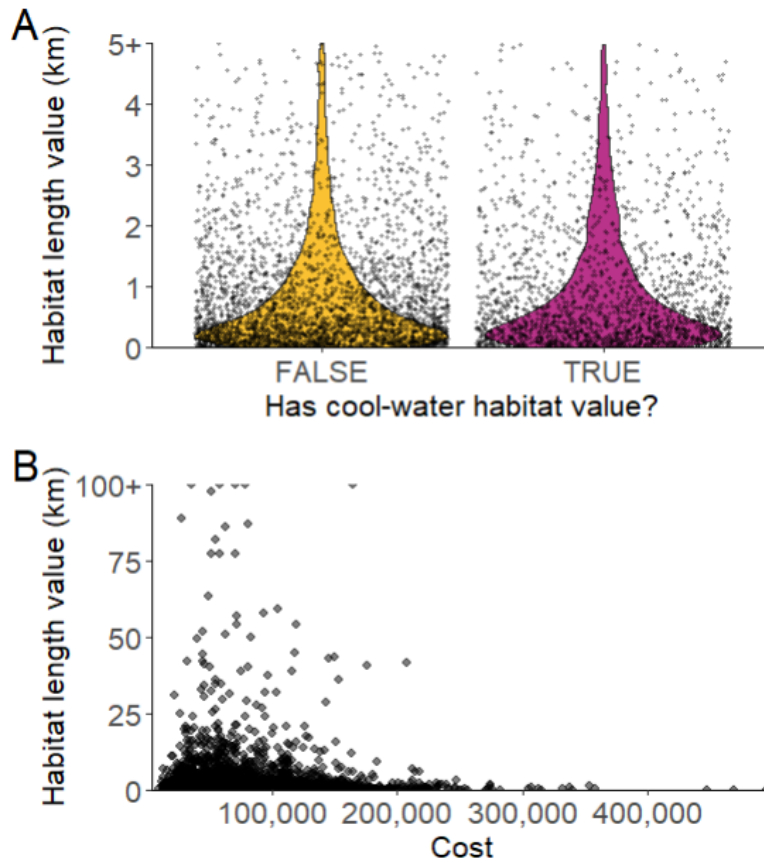 A
Habitat length value (km)
5+
4
3
2
1
0
FALSE TRUE
Has cool-water habitat value?
B
Habitat length value (km)
100+
75
50
25
0
100,000 200,000 300,000 400,000
Cost